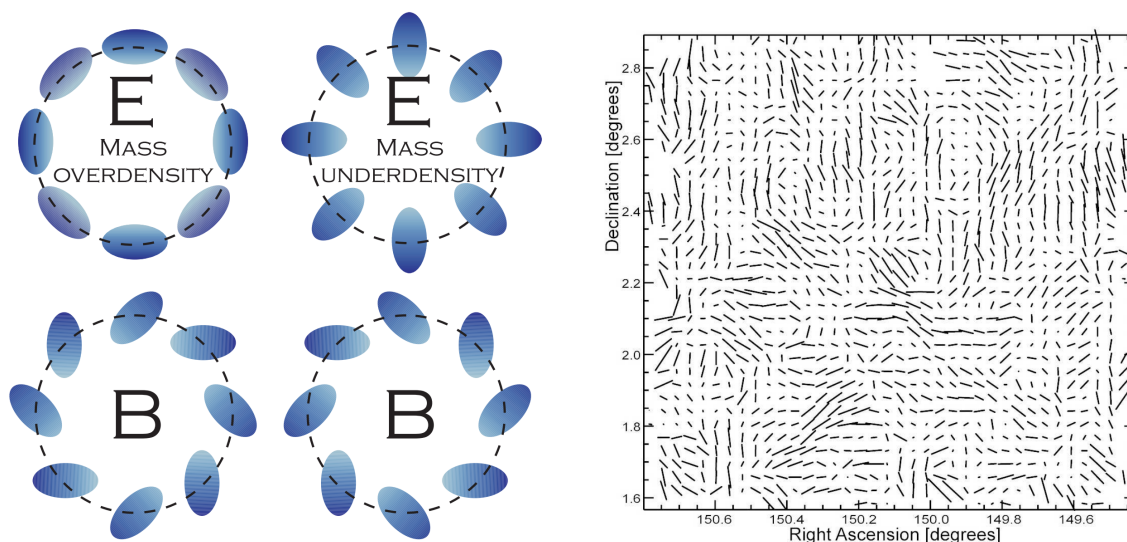 E
MASS
OVERDENSITY
E
MASS
UNDERDENSITY
B
B
Declination [degrees]
2.8
2.6
2.4
2.2
2.0
1.8
1.6
150.6
150.4
150.2
150.0
149.8
149.6
Right Ascension [degrees]